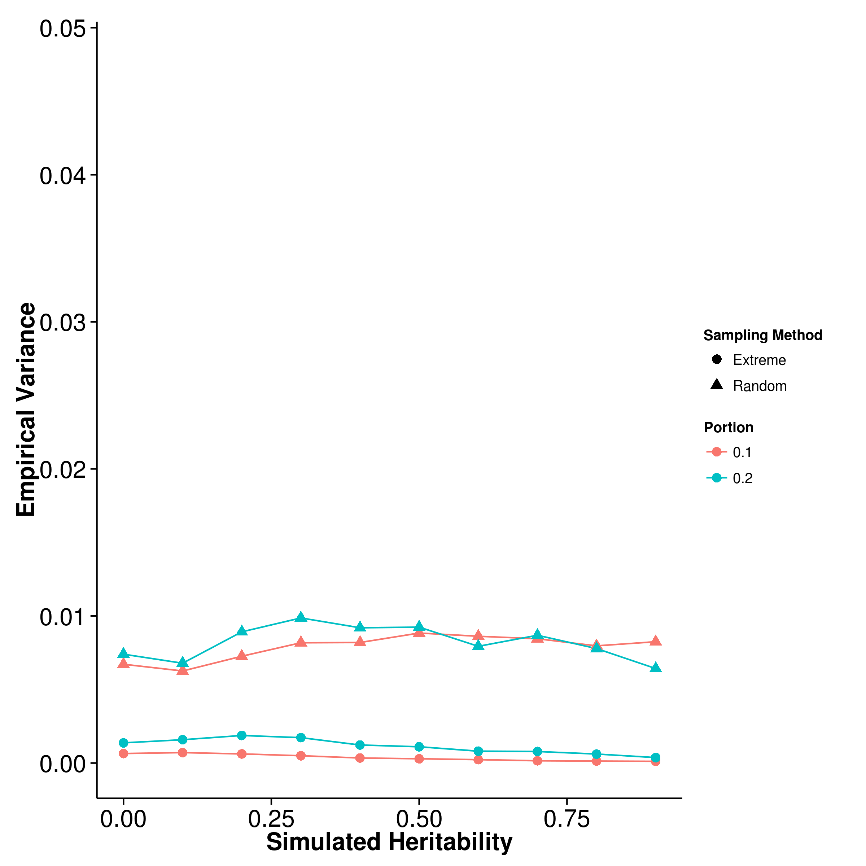 0.05
0.04
0.03
0.02
0.01
0.00
Empirical Variance
0.00 0.25 0.50 0.75
Simulated Heritability
Sampling Method
Extreme
Random
Portion
0.1
0.2